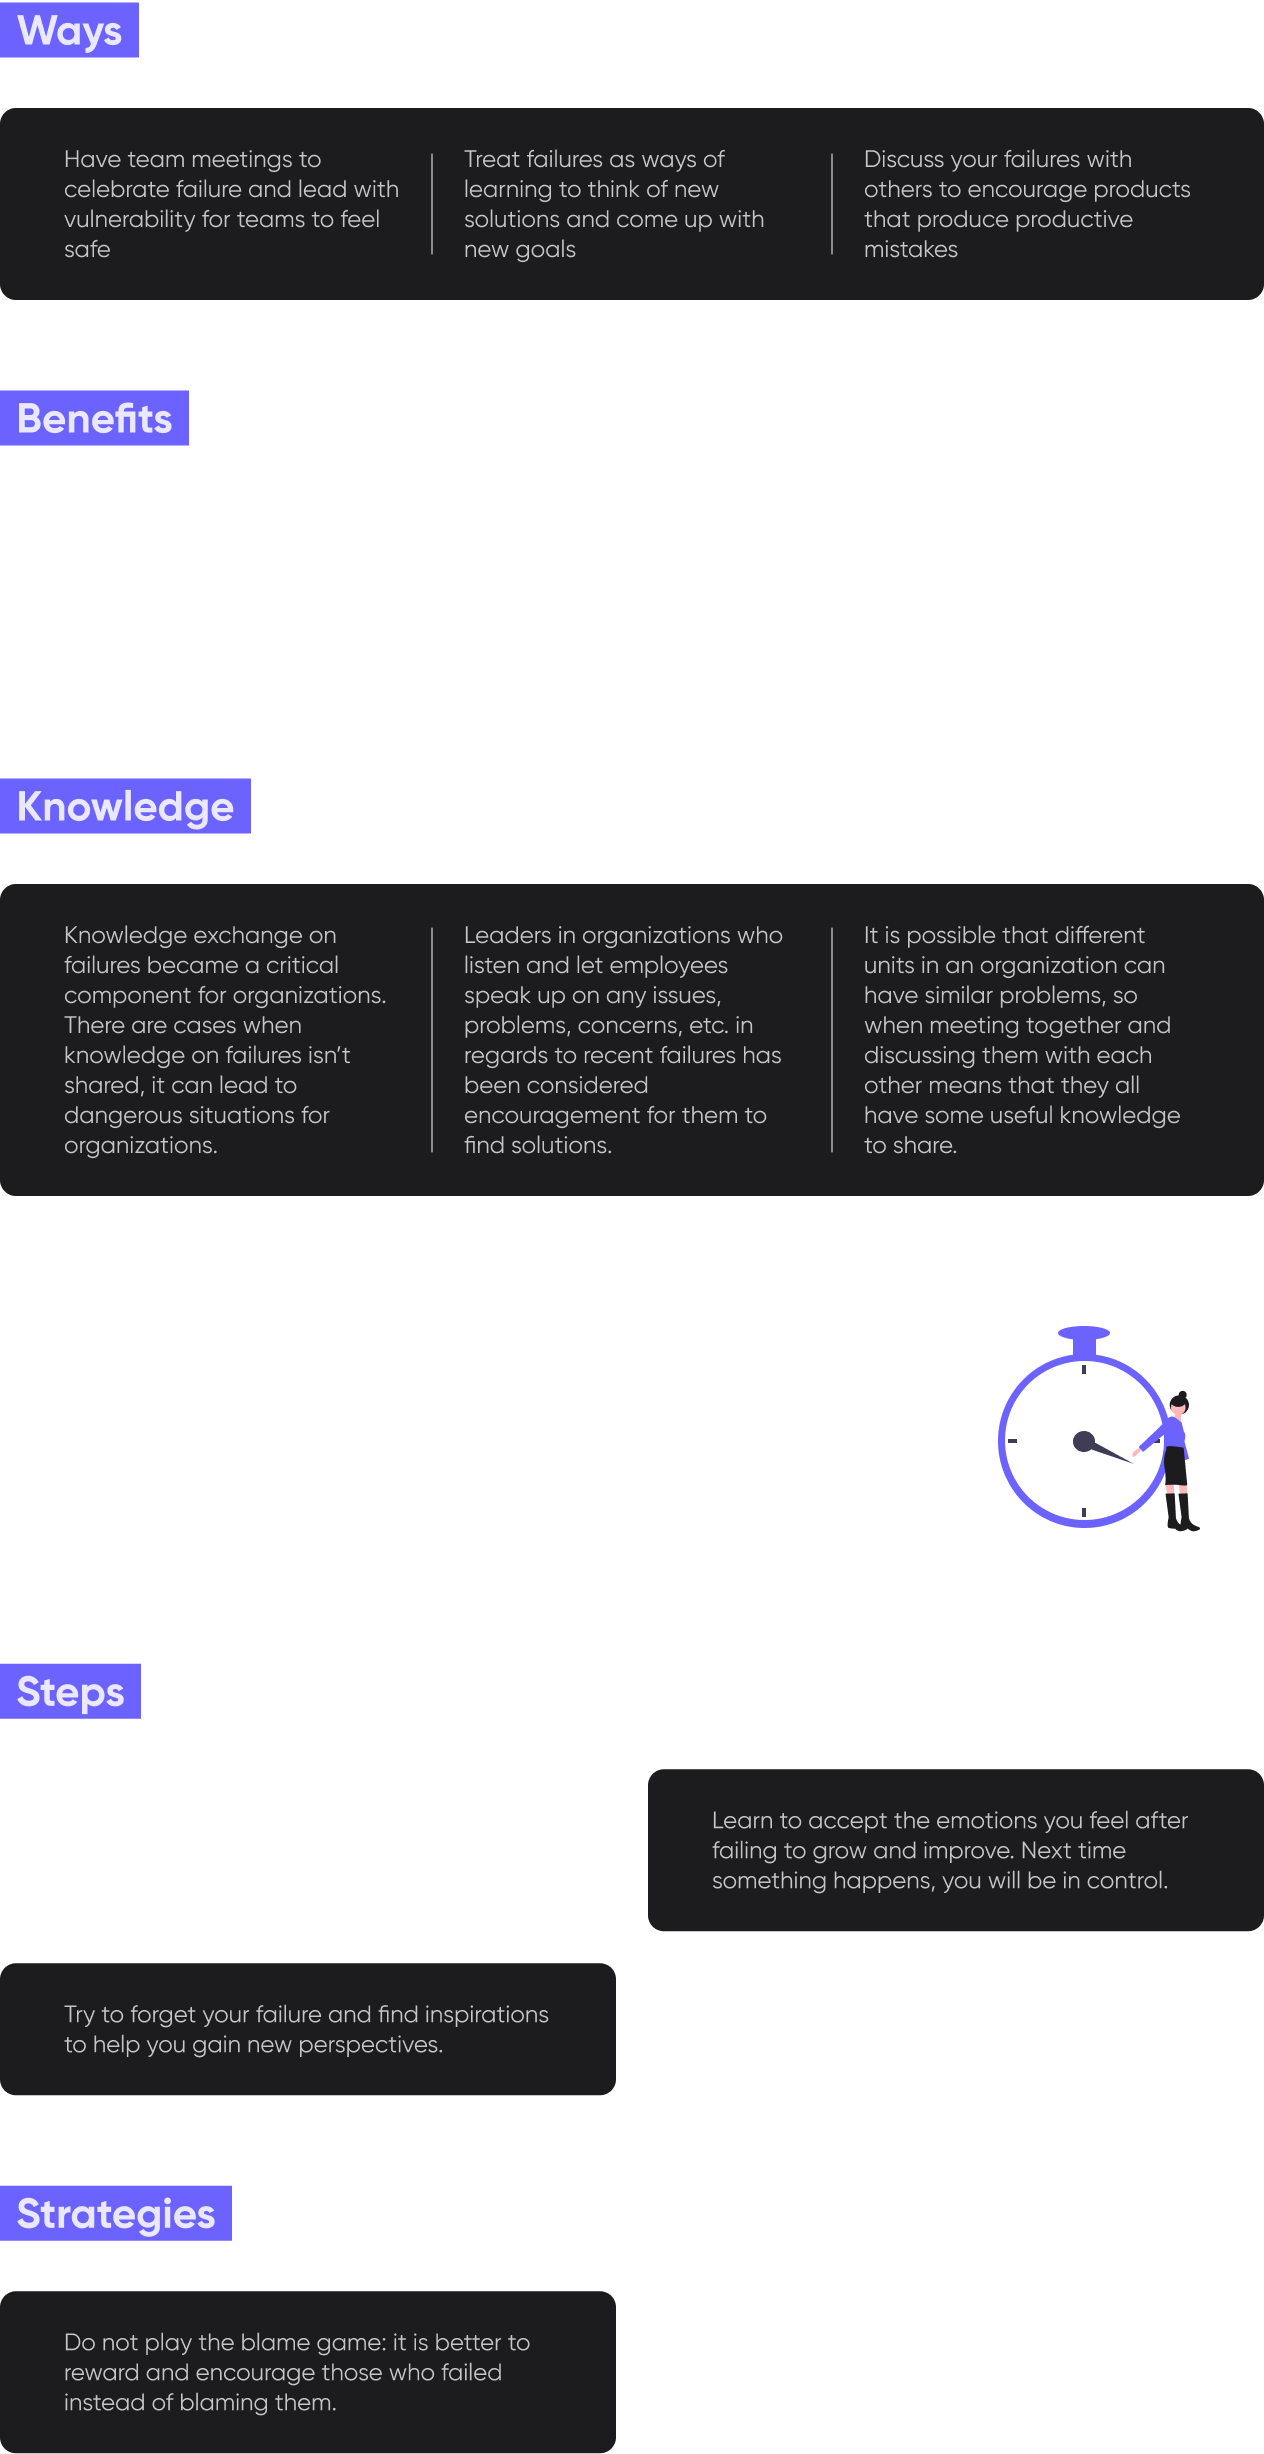 Ways
Have team meetings to
celebrate failure and lead with
vulnerability for teams to feel
safe
Treat failures as ways of
learning to think of new
solutions and come up with
new goals
Discuss your failures with
others to encourage products
that produce productive
mistakes
Benefits
Knowledge
Knowledge exchange on
failures became a critical
component for organizations.
There are cases when
knowledge on failures isn’t
shared, it can lead to
dangerous situations for
organizations.
Leaders in organizations who
listen and let employees
speak up on any issues,
problems, concerns, etc. in
regards to recent failures has
been considered
encouragement for them to
find solutions.
It is possible that different
units in an organization can
have similar problems, so
when meeting together and
discussing them with each
other means that they all
have some useful knowledge
to share.
Steps
Learn to accept the emotions you feel after
failing to grow and improve. Next time
something happens, you will be in control.
Try to forget your failure and find inspirations
to help you gain new perspectives.
Strategies
Do not play the blame game: it is better to
reward and encourage those who failed
instead of blaming them.